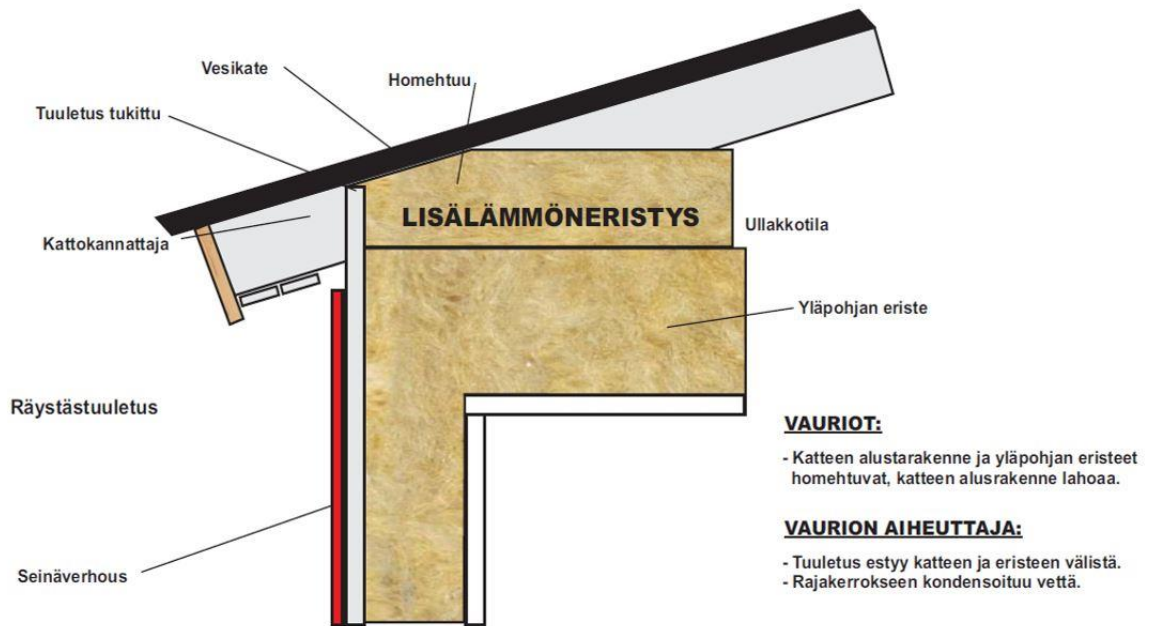 Vesikate
Homehtuu
Tuuletus tukittu
LISÄLÄMMÖNERISTYS
Ullakkotila
Kattokannattaja
Yläpohjan eriste
Räystästuuletus
VAURIOT:
- Katteen alustarakenne ja yläpohjan eristeet
homehtuvat, katteen alusrakenne lahoaa.
VAURION AIHEUTTAJA:
- Tuuletus estyy katteen ja eristeen välistä.
- Rajakerrokseen kondensoituu vettä.
Seinäverhous